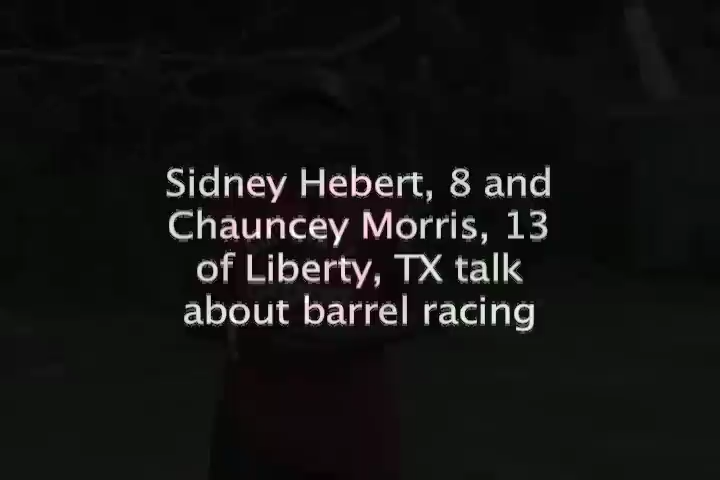 Sidney Hebert, 8 and
Chauncey Morris, 13
of Liberty, TX talk
about barrel racing